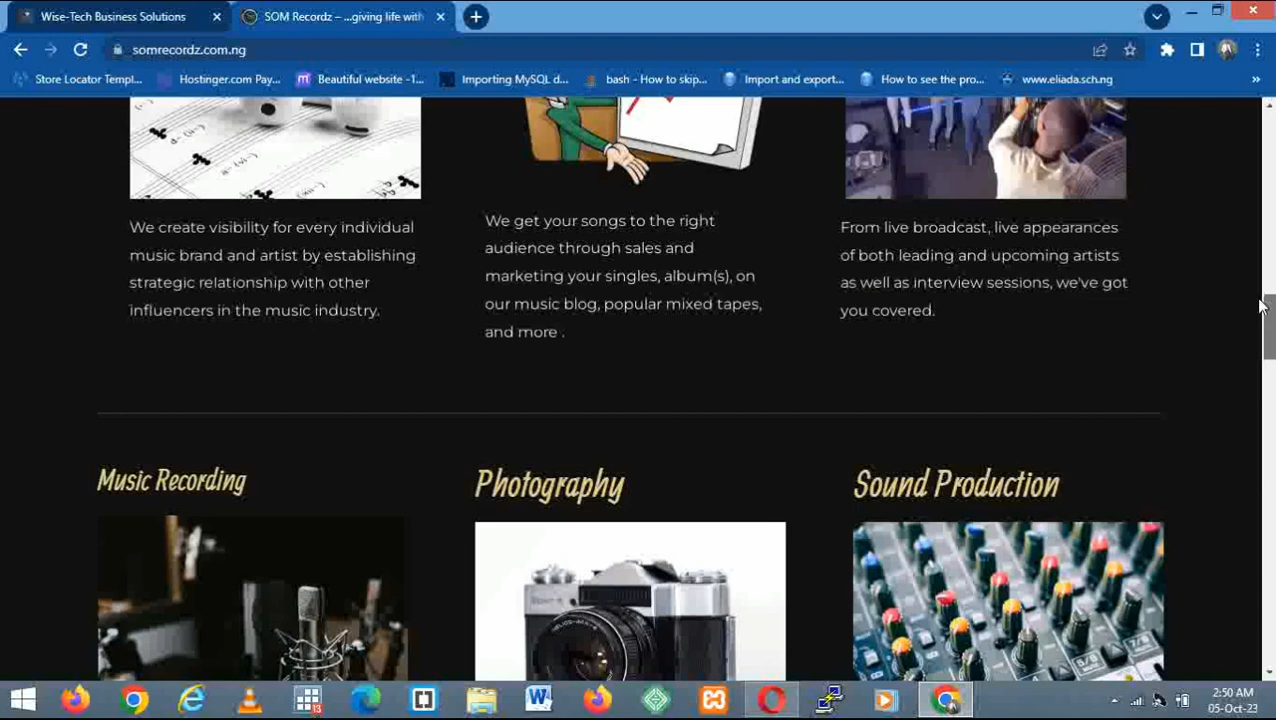 Wise-Tech Business Solutions
SOM Recordz – ...giving life with
somrecordz.com.ng
Store Locator Templ...
Hostinger.com Pay...
Beautiful website -1...
Importing MySQL d...
bash - How to skip...
Import and export...
How to see the pro...
www.eliada.sch.ng
We create visibility for every individual
music brand and artist by establishing
strategic relationship with other
influencers in the music industry.
We get your songs to the right
audience through sales and
marketing your singles, album(s), on
our music blog, popular mixed tapes,
and more .
From live broadcast, live appearances
of both leading and upcoming artists
as well as interview sessions, we've got
you covered.
Music Recording
Photography
Sound Production
5/6
7/8
13
2:50 AM
05-Oct-23